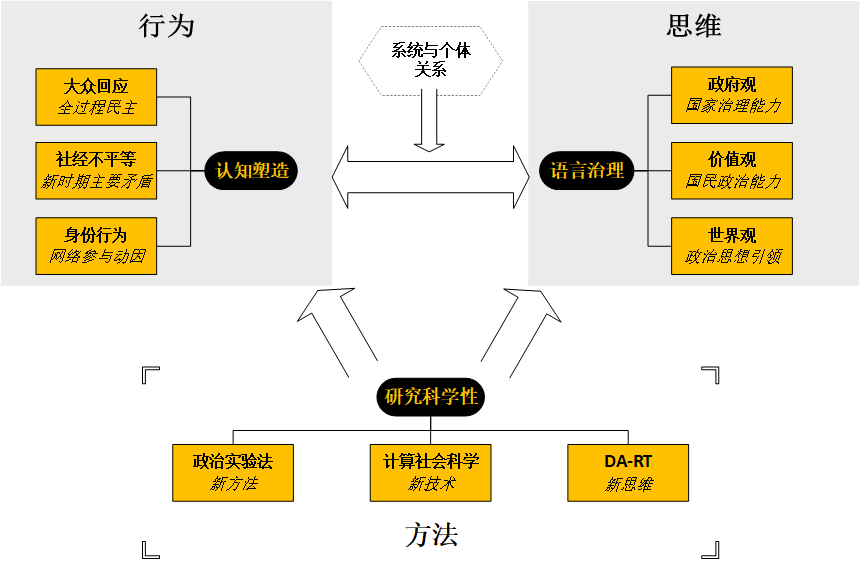 行为
大众回应
全过程民主
社经不平等
新时期主要矛盾
身份行为
网络参与动因
认知塑造
系统与个体
关系
思维
语言治理
政府观
国家治理能力
价值观
国民政治能力
世界观
政治思想引领
研究科学性
政治实验法
新方法
计算社会科学
新技术
DA-RT
新思维
方法